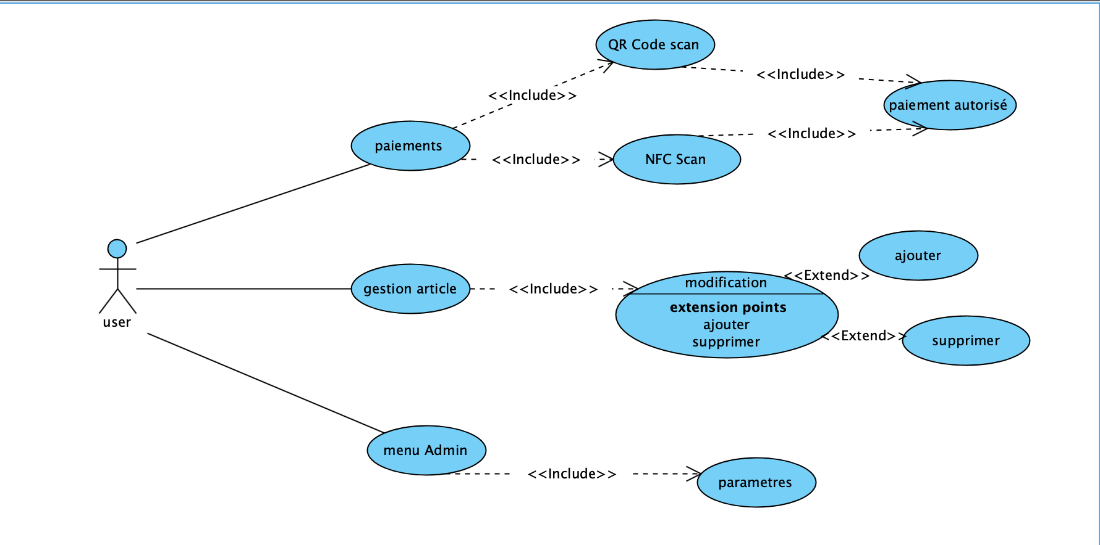 QR Code scan
<<Include>>
<<Include>>
paiement autorisé
<<Include>>
paiements
<<Include>>
NFC Scan
ajouter
<<Extend>>
modification
gestion article
<<Include>>
extension points
ajouter
supprimer
user
<<Extend>>
supprimer
menu Admin
<<Include>>
parametres